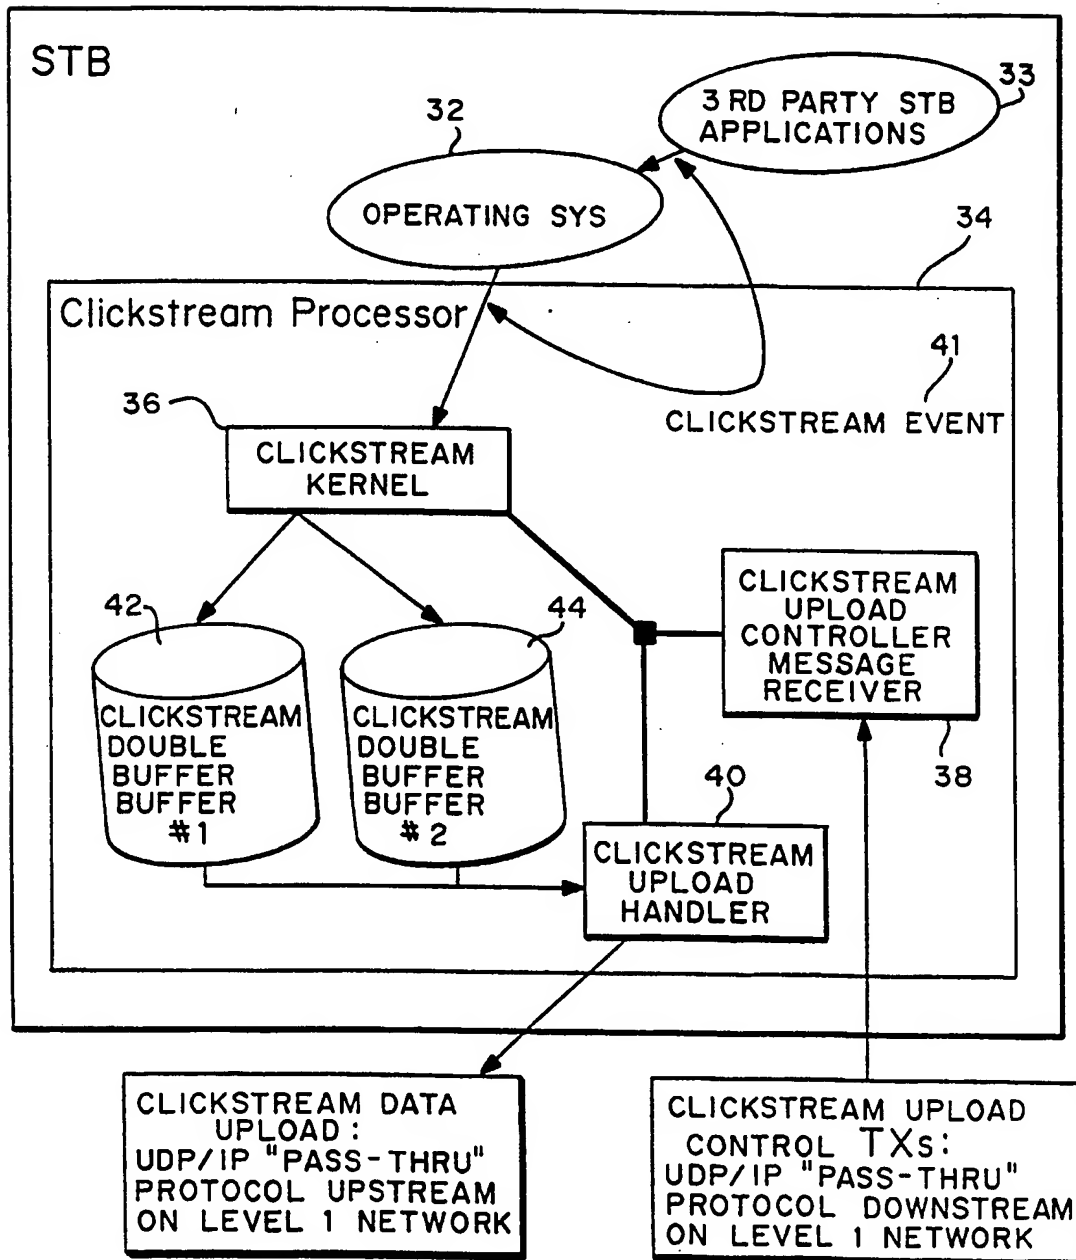 STB
33
3 RD PARTY STB
APPLICATIONS
32
OPERATING SYS
34
Clickstream Processor
41
CLICKSTREAM EVENT
36
CLICKSTREAM
KERNEL
42
CLICKSTREAM
DOUBLE
BUFFER
BUFFER
#1
44
CLICKSTREAM
DOUBLE
BUFFER
BUFFER
#2
CLICKSTREAM
UPLOAD
CONTROLLER
MESSAGE
RECEIVER
38
40
CLICKSTREAM
UPLOAD
HANDLER
CLICKSTREAM DATA
UPLOAD:
UDP/IP "PASS-THRU"
PROTOCOL UPSTREAM
ON LEVEL 1 NETWORK
CLICKSTREAM UPLOAD
CONTROL TXs:
UDP/IP "PASS-THRU"
PROTOCOL DOWNSTREAM
ON LEVEL 1 NETWORK